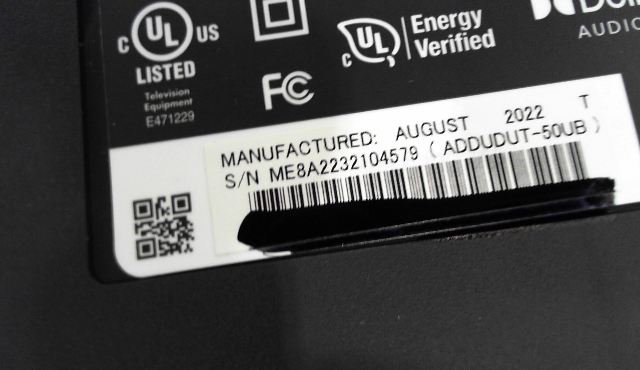 c UL US
LISTED
Television
Equipment
E471229
FC
c UL
Energy
Verified
AUDIO
MANUFACTURED: AUGUST 2022 T
S/N ME8A2232104579 ( ADDUDUT-50UB )